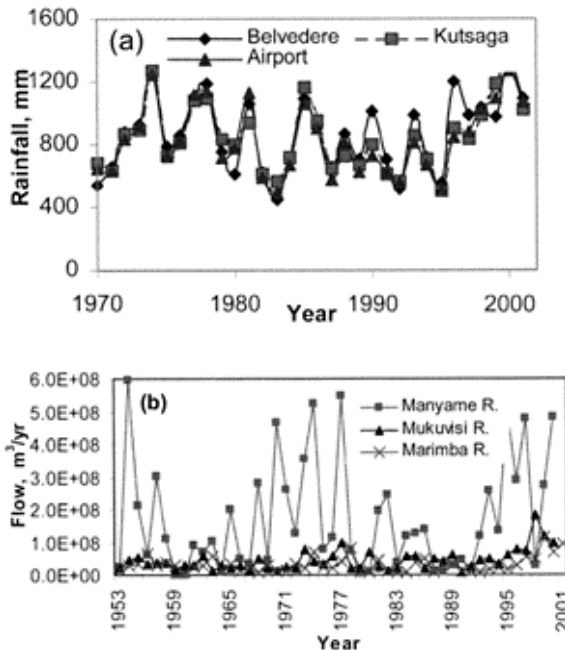 (a)
Belvedere
Kutsaga
Airport
Rainfall, mm
1600
1200
800
400
0
1970
1980
1990
2000
Year
(b)
Manyame R.
Mukuvisi R.
Marimba R.
Flow, m³/yr
6.0E+08
5.0E+08
4.0E+08
3.0E+08
2.0E+08
1.0E+08
0.0E+00
1953
1959
1965
1971
1977
1983
1989
1995
2001
Year